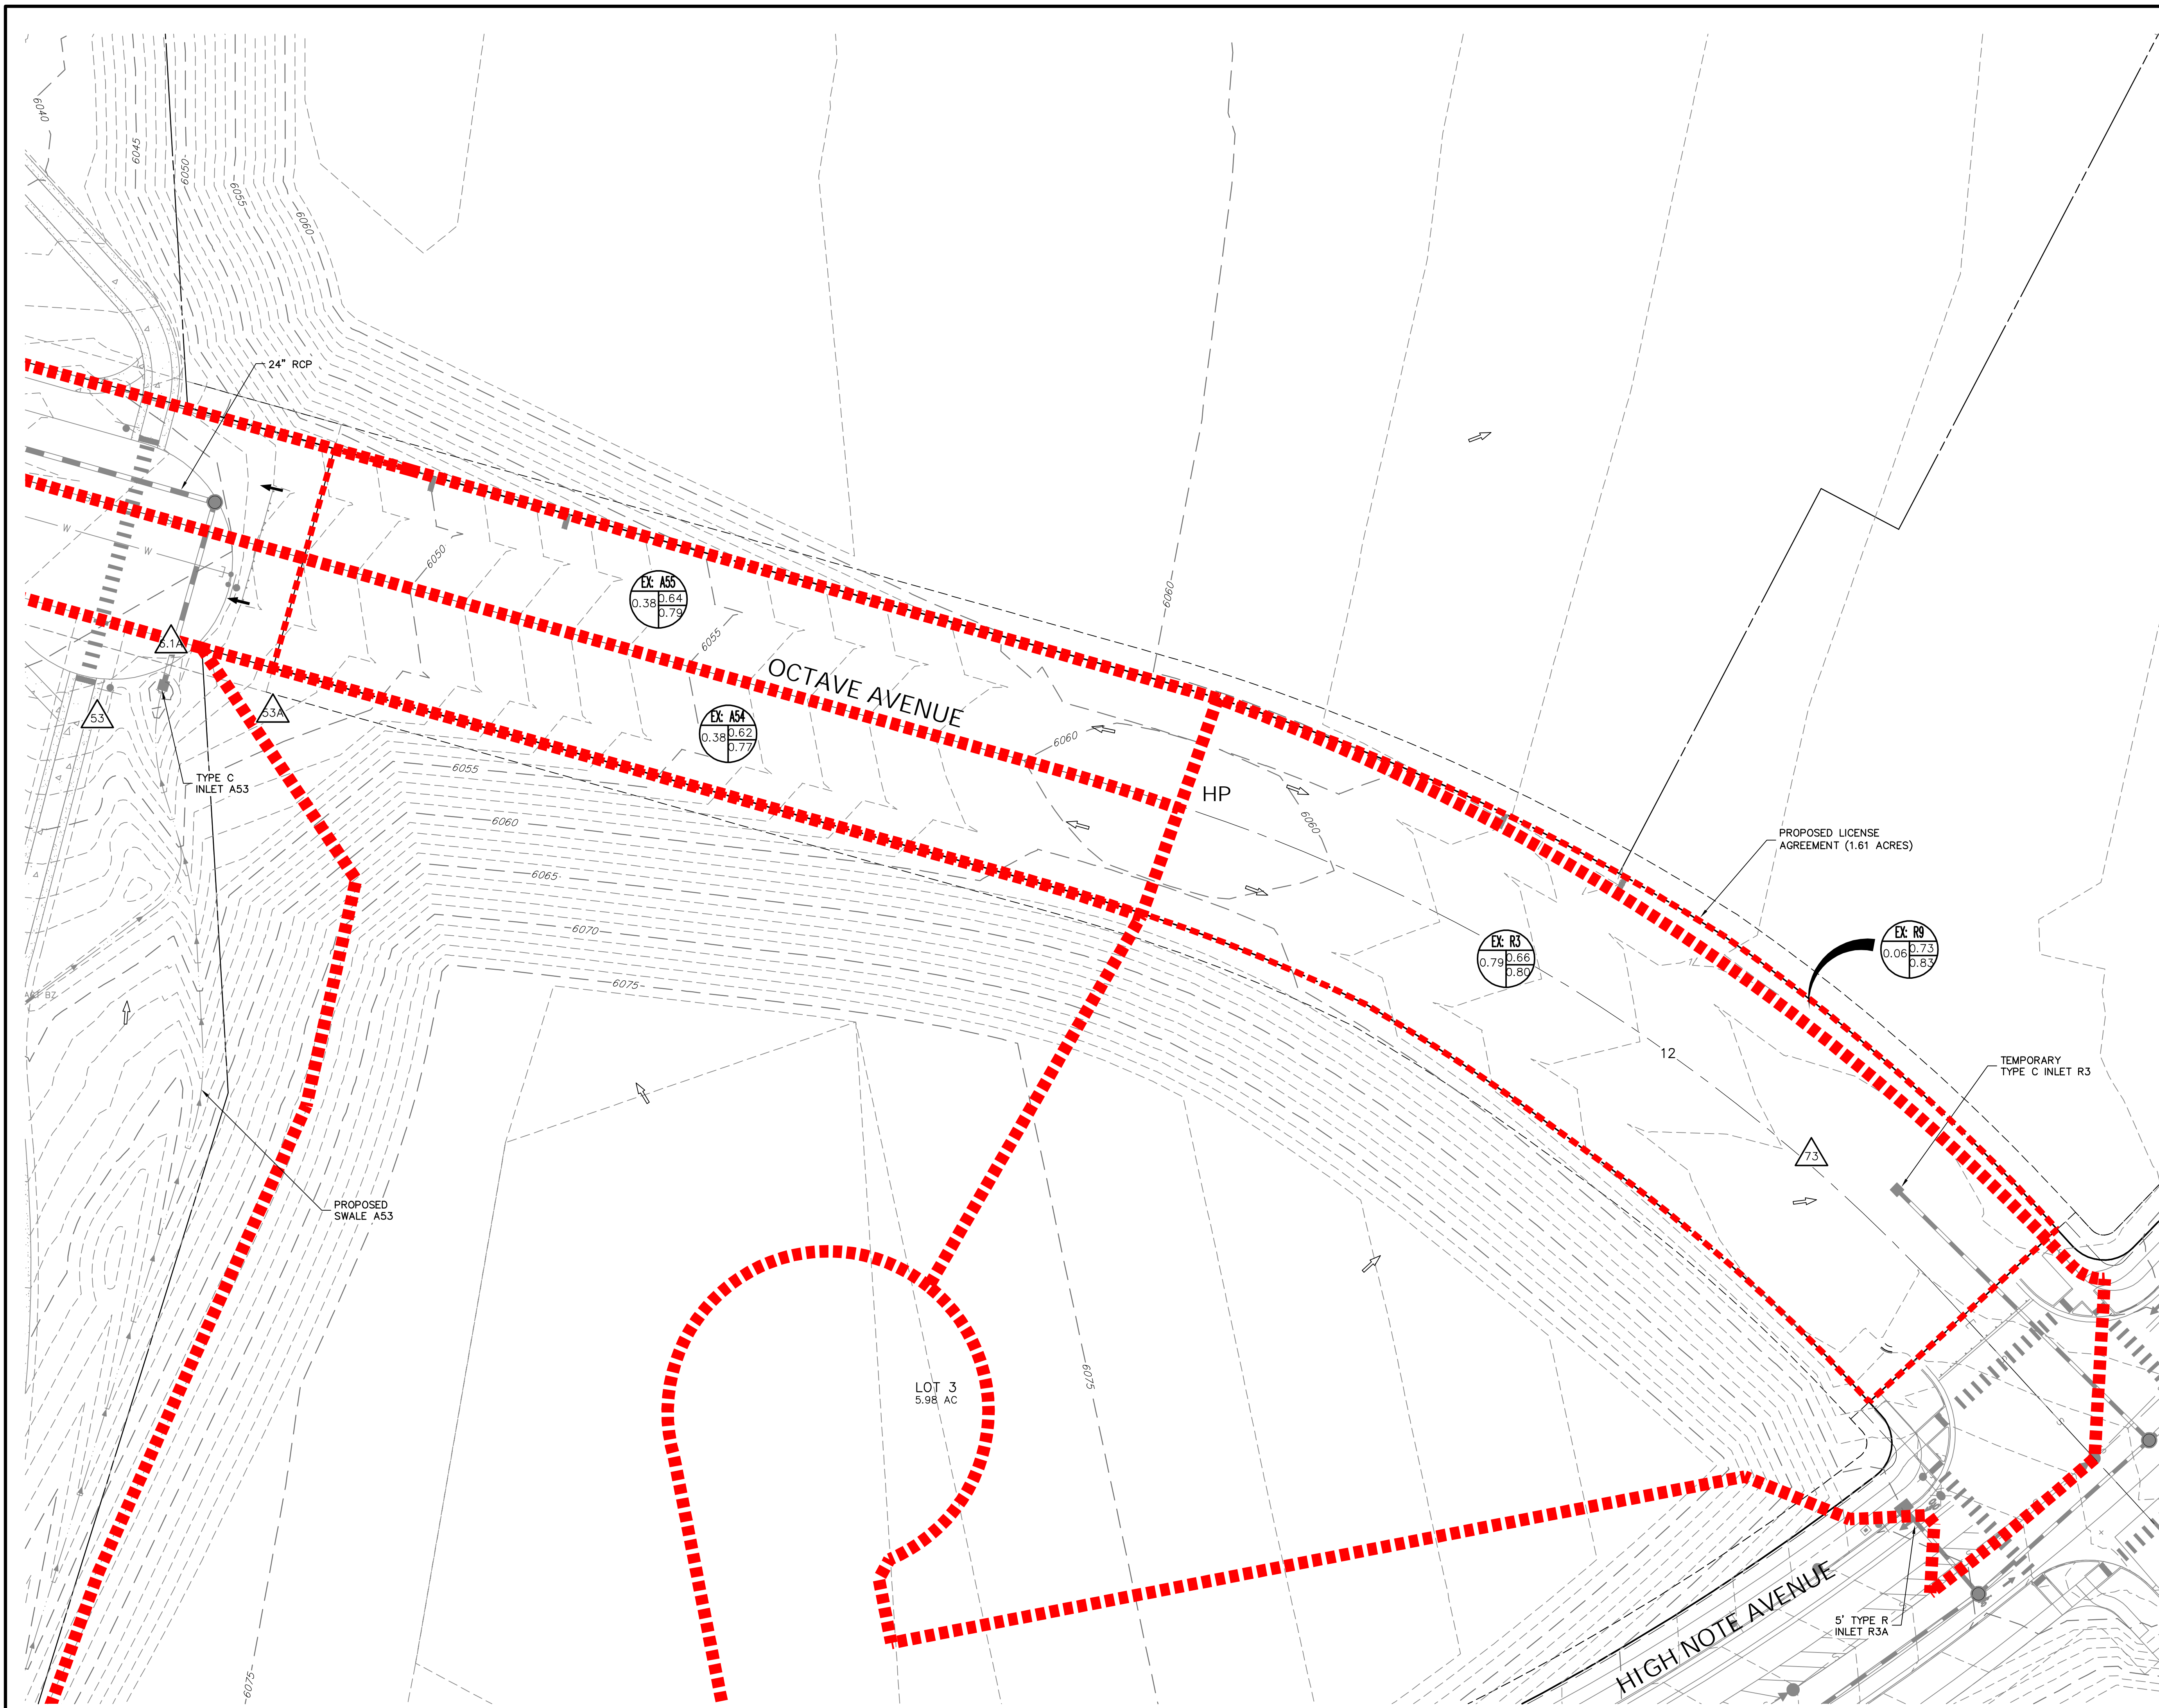 6040
6045
6050
6055
6060
24" RCP
W
W
6050
EX: A55
0.38
0.64
0.79
6055
6060
OCTAVE AVENUE
EX: A54
0.38
0.62
0.77
6.1A
53
53A
TYPE C
INLET A53
6055
6060
6065
6070
6075
6060
HP
6060
PROPOSED LICENSE
AGREEMENT (1.61 ACRES)
EX: R3
0.79
0.66
0.80
EX: R9
0.06
0.73
0.83
12
TEMPORARY
TYPE C INLET R3
73
PROPOSED
SWALE A53
LOT 3
5.98 AC
6075
6075
HIGH NOTE AVENUE
5' TYPE R
INLET R3A